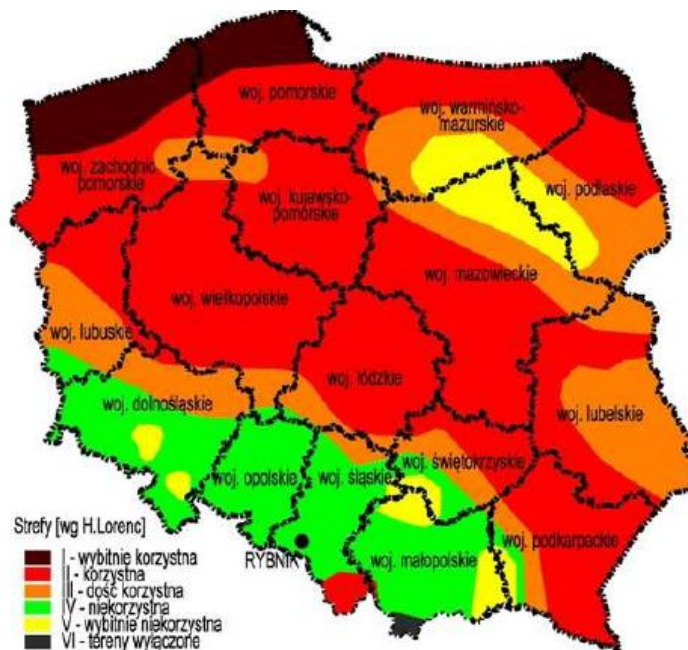 woj. pomorskie
woj. warmińsko-
mazurskie
woj. zachodnio
pomorskie
woj. kujawsko-
pomorskie
woj. podlaskie
woj. mazowieckie
woj. wielkopolskie
woj. lubuskie
woj. łódzkie
woj. dolnośląskie
woj. lubelskie
woj. opolskie
woj. śląskie
woj. świętokrzyskie
RYBNIK
woj. małopolskie
woj. podkarpackie
Strefy [wg H.Lorenc]
I - wybitnie korzystna
II - korzystna
III - dość korzystna
IV - niekorzystna
V - wybitnie niekorzystna
VI - tereny wyłączone